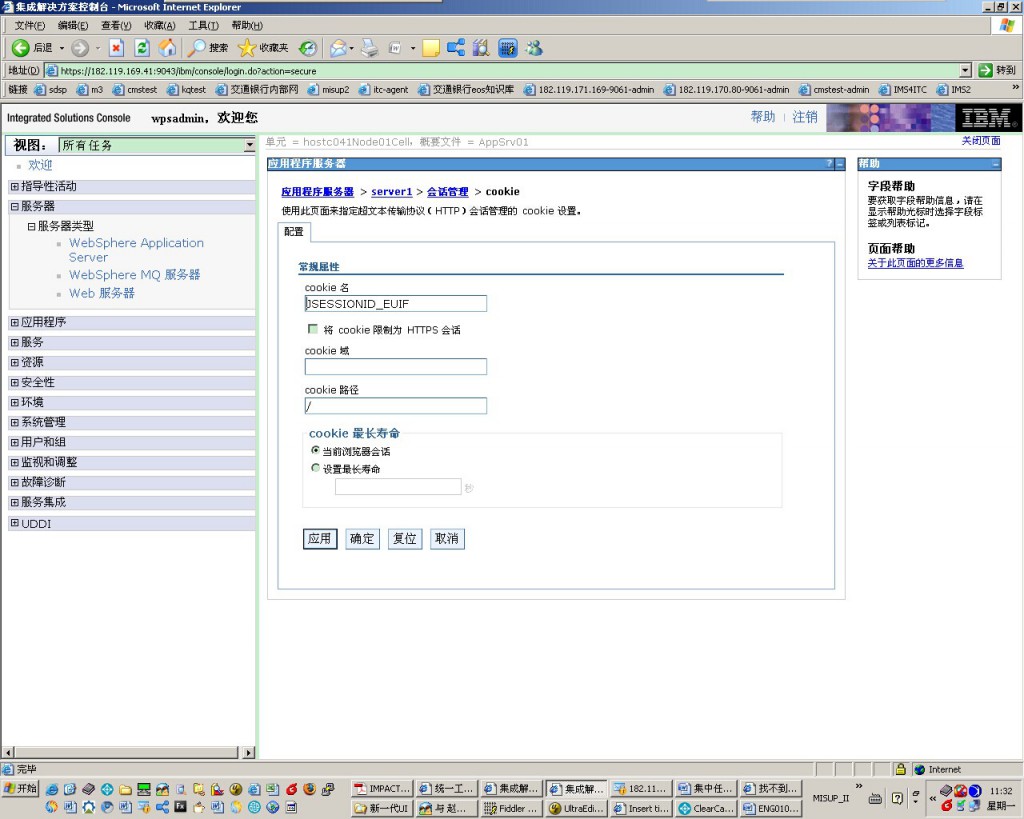 集成解决方案控制台 - Microsoft Internet Explorer
文件(F) 编辑(E) 查看(V) 收藏(A) 工具(T) 帮助(H)
后退 搜索 收藏夹
地址(D) https://182.119.169.41:9043/ibm/console/login.do?action=secure 转到
链接 sdsp m3 cmstest kqtest 交通银行内部网 misup2 itc-agent 交通银行eos知识库 182.119.171.169-9061-admin 182.119.170.80-9061-admin cmstest-admin IMS4ITC IMS2 »
Integrated Solutions Console wpsadmin，欢迎您 帮助 | 注销 IBM.
视图： 所有任务
欢迎
指导性活动
服务器
服务器类型
WebSphere Application
Server
WebSphere MQ 服务器
Web 服务器
应用程序
服务
资源
安全性
环境
系统管理
用户和组
监视和调整
故障诊断
服务集成
UDDI
单元 = hostc041Node01Cell，概要文件 = AppSrv01
关闭页面
应用程序服务器 ? -
应用程序服务器 > server1 > 会话管理 > cookie
使用此页面来指定超文本传输协议（HTTP）会话管理的 cookie 设置。
配置
常规属性
cookie 名
JSESSIONID_EUIF
将 cookie 限制为 HTTPS 会话
cookie 域
cookie 路径
/
cookie 最长寿命
当前浏览器会话
设置最长寿命
秒
应用 确定 复位 取消
帮助 -
字段帮助
要获取字段帮助信息，请在
显示帮助光标时选择字段标
签或列表标记。
页面帮助
关于此页面的更多信息
完毕 Internet
开始 IMPACT... 统一工... 集成解... 集成解... 182.11... 集中任... 找不到... MISUP_II » « 11:32
新一代UI 与 赵... Fiddler ... UltraEdi... Insert ti... ClearCa... ENG010... 星期一